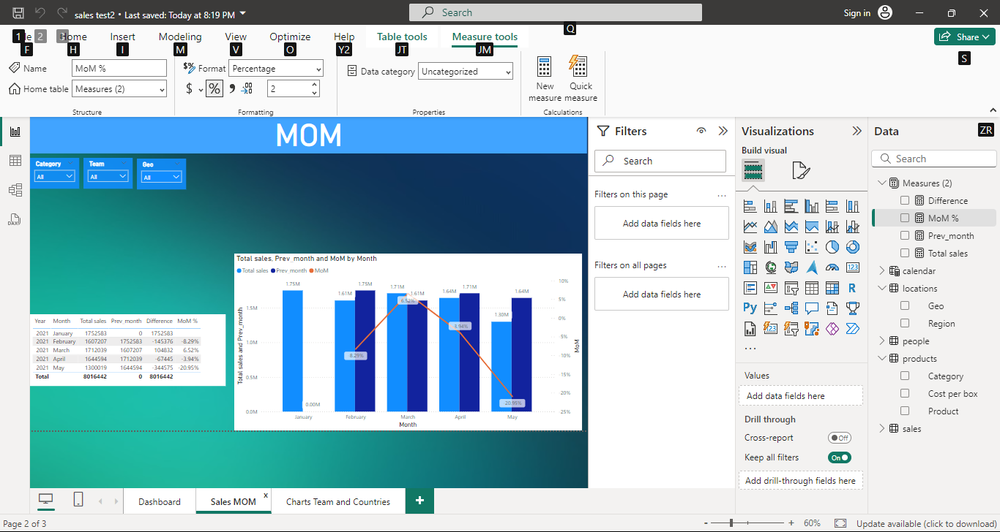 sales test2 • Last saved: Today at 8:19 PM
Search
Sign in
1 2 3
Home Insert Modeling View Optimize Help Table tools Measure tools
Share
F H I M V O Y2 JT JM Q S
Name MoM %
Home table Measures (2)
Structure
$% Format Percentage
$ % 2
Formatting
Data category Uncategorized
Properties
New measure
Quick measure
Calculations
MOM
Category
All
Team
All
Geo
All
Year Month Total sales Prev_month Difference MoM %
2021 January 1752583 0 1752583
2021 February 1607207 1752583 -145376 -8.29%
2021 March 1712039 1607207 104832 6.52%
2021 April 1644594 1712039 -67445 -3.94%
2021 May 1300019 1644594 -344575 -20.95%
Total 8016442 0 8016442
Total sales, Prev_month and MoM by Month
Total sales Prev_month MoM
Total sales and Prev_month
1.5M
1.0M
0.5M
0.0M
1.75M
0.00M
1.61M
1.75M
1.71M
1.61M
1.64M
1.71M
1.30M
1.64M
-8.29%
6.52%
-3.94%
-20.95%
10%
5%
0%
-5%
-10%
-15%
-20%
-25%
MoM
January February March April May
Month
Filters
Search
Filters on this page ...
Add data fields here
Filters on all pages ...
Add data fields here
Visualizations
Build visual
123
R
Py
123
...
Values
Add data fields here
Drill through
Cross-report Off
Keep all filters On
Add drill-through fields here
Data ZR
Search
Measures (2)
Difference
MoM %
Prev_month
Total sales
calendar
locations
Geo
Region
people
products
Category
Cost per box
Product
sales
DAX
Dashboard
Sales MOM x
Charts Team and Countries
+
Page 2 of 3
- + 60%
Update available (click to download)